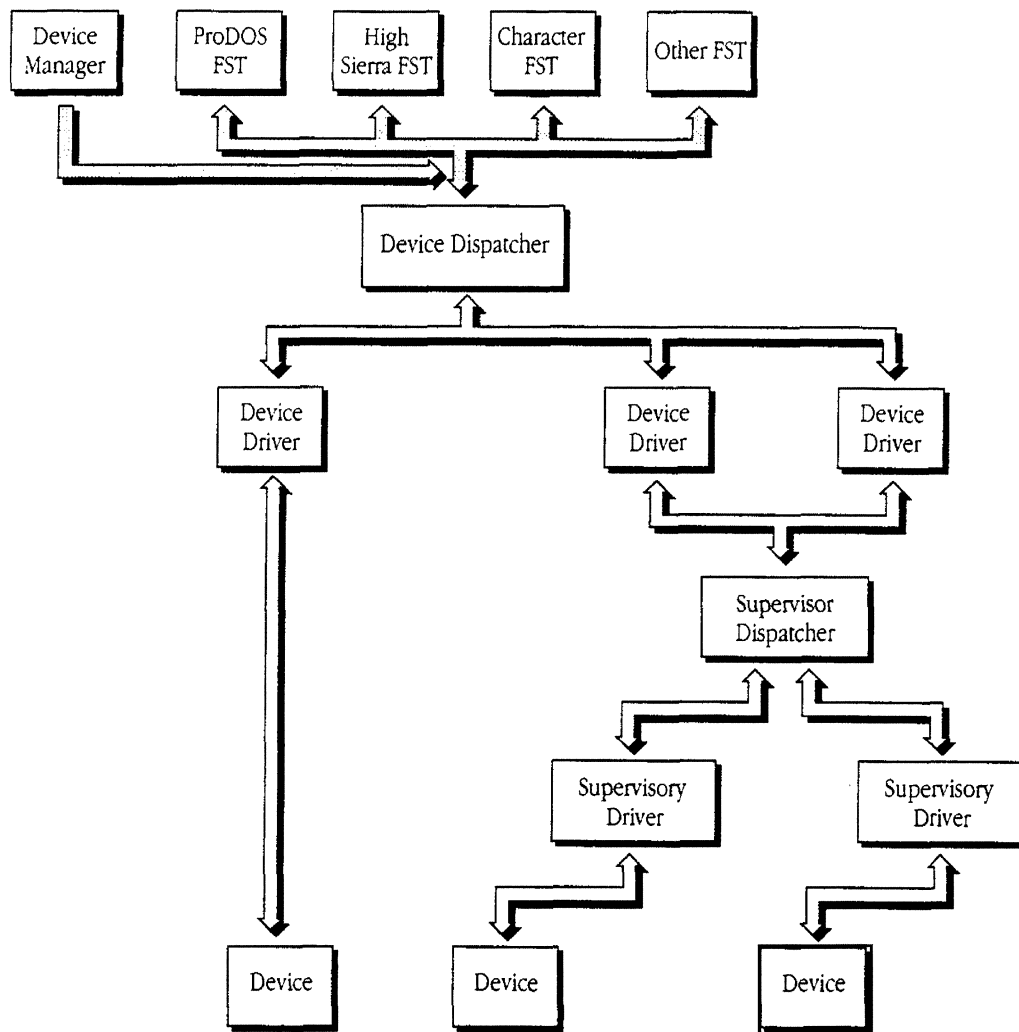 Device
Manager
ProDOS
FST
High
Sierra FST
Character
FST
Other FST
Device Dispatcher
Device
Driver
Device
Driver
Device
Driver
Supervisor
Dispatcher
Supervisory
Driver
Supervisory
Driver
Device
Device
Device